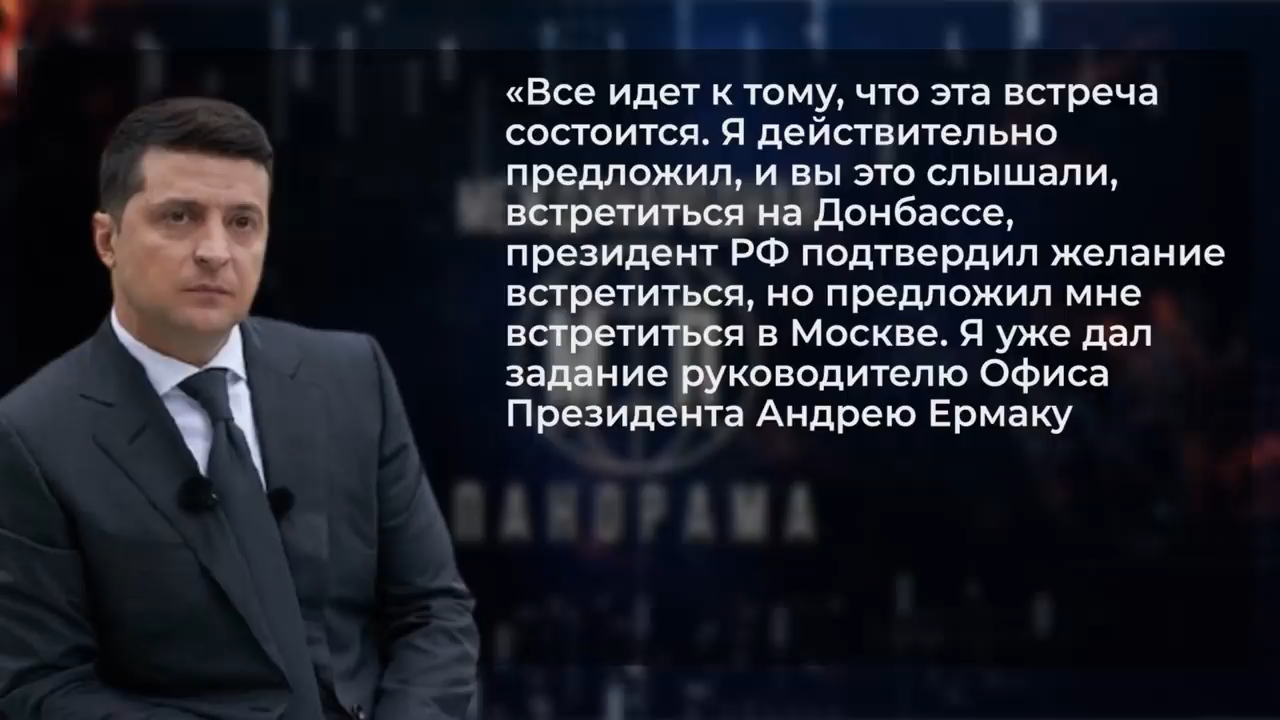 «Все идет к тому, что эта встреча
состоится. Я действительно
предложил, и вы это слышали,
встретиться на Донбассе,
президент РФ подтвердил желание
встретиться, но предложил мне
встретиться в Москве. Я уже дал
задание руководителю Офиса
Президента Андрею Ермаку
ПАНОРАМА